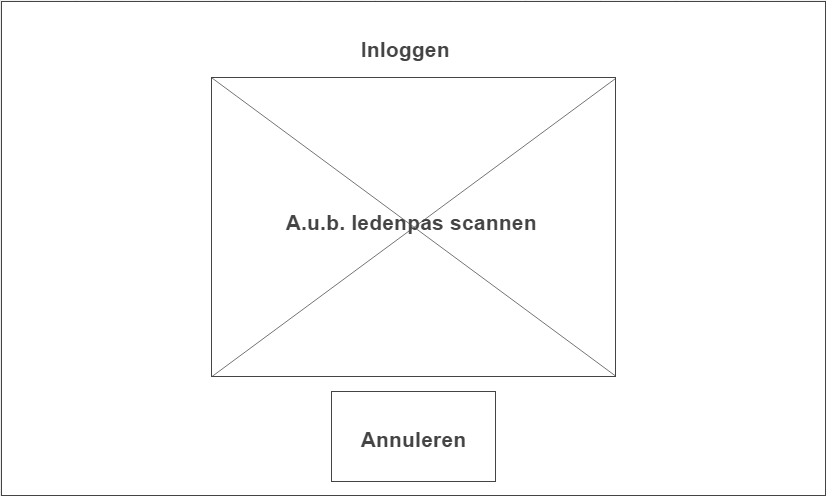 Inloggen
A.u.b. ledenpas scannen
Annuleren